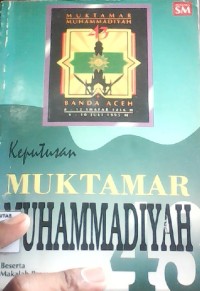 SM
MUKTAMAR
MUHAMMADIYAH
43
BANDA ACEH
Keputusan
MUKTAMAR
MUHAMMADIYAH
Beserta